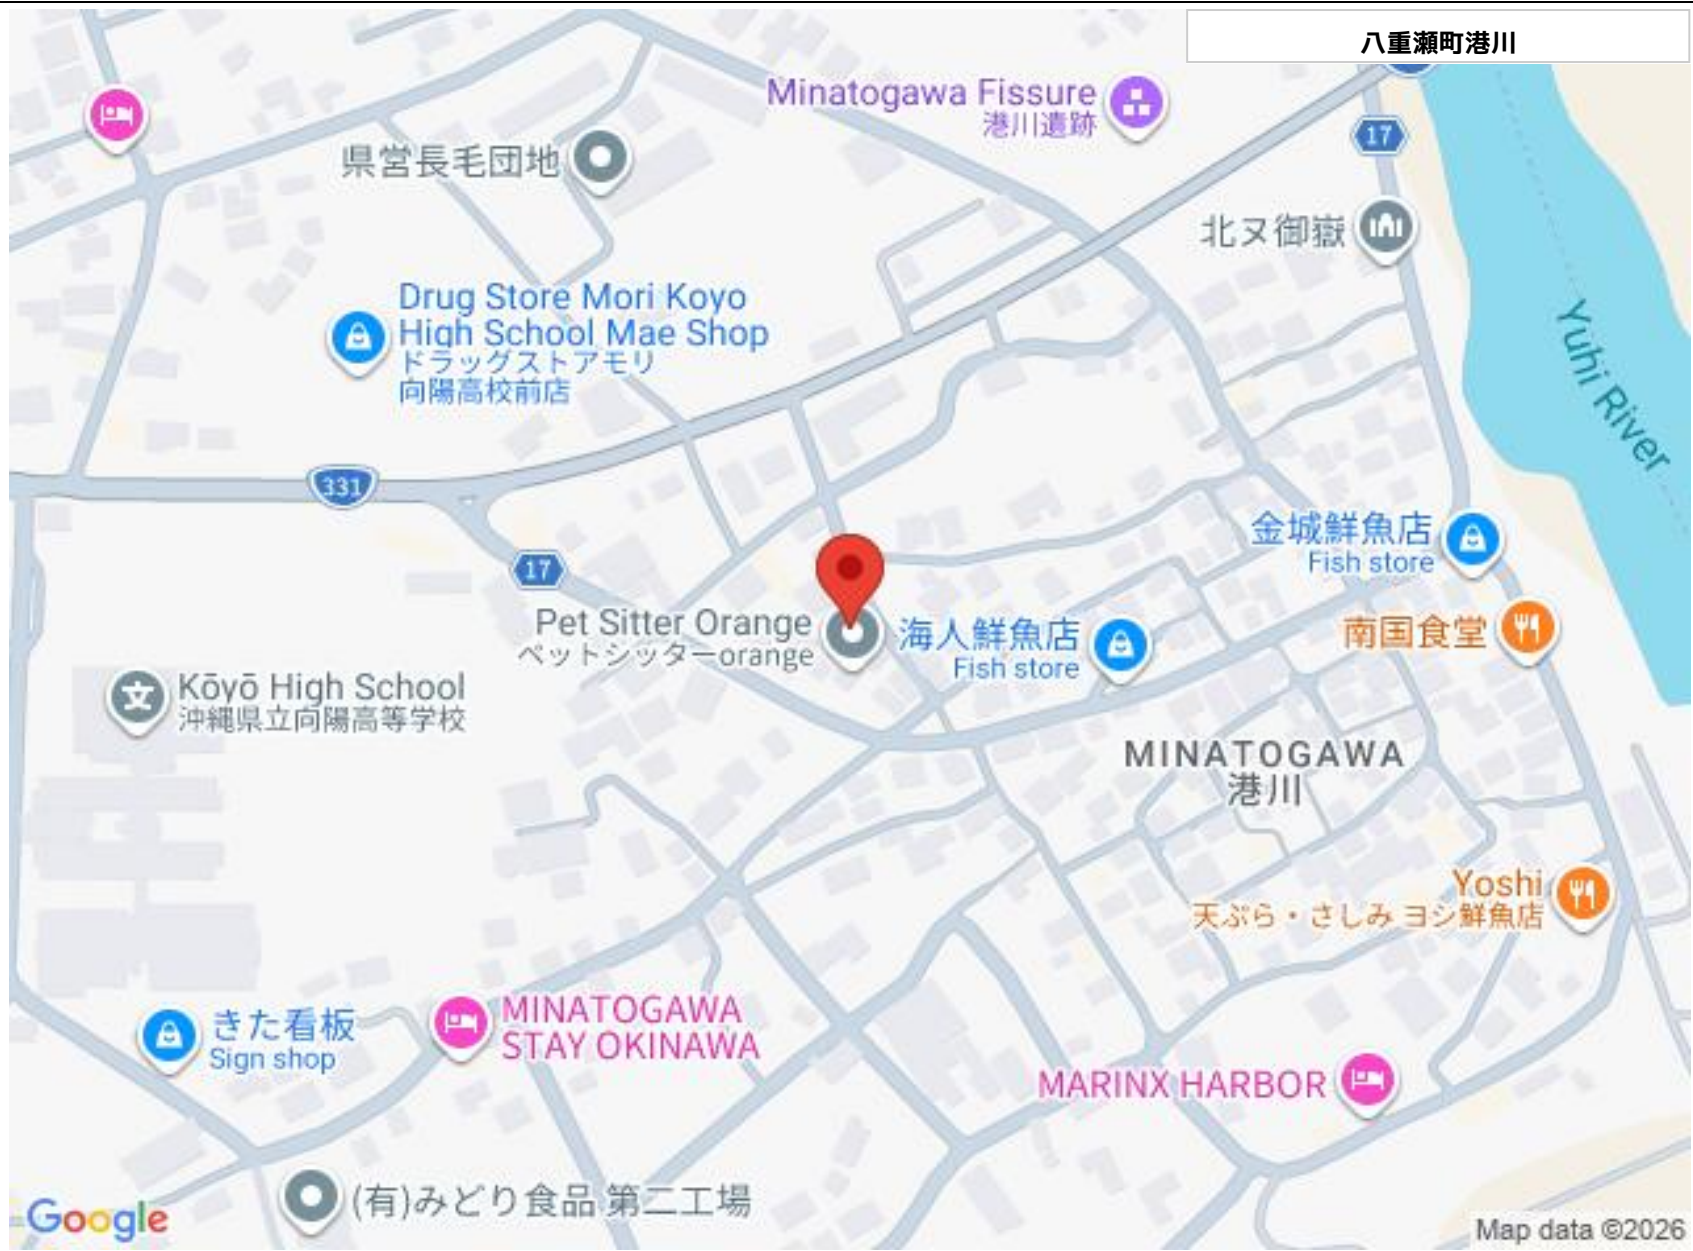 八重瀬町港川
Minatogawa Fissure
港川遺跡
17
県営長毛団地
北ヌ御嶽
Drug Store Mori Koyo
High School Mae Shop
ドラッグストアモリ
向陽高校前店
Yuhi River
331
金城鮮魚店
Fish store
17
Pet Sitter Orange
ペットシッターorange
海人鮮魚店
Fish store
南国食堂
Kōyō High School
沖縄県立向陽高等学校
MINATOGAWA
港川
Yoshi
天ぷら・さしみ ヨシ鮮魚店
きた看板
Sign shop
MINATOGAWA
STAY OKINAWA
MARINX HARBOR
(有)みどり食品 第二工場
Google
Map data ©2026